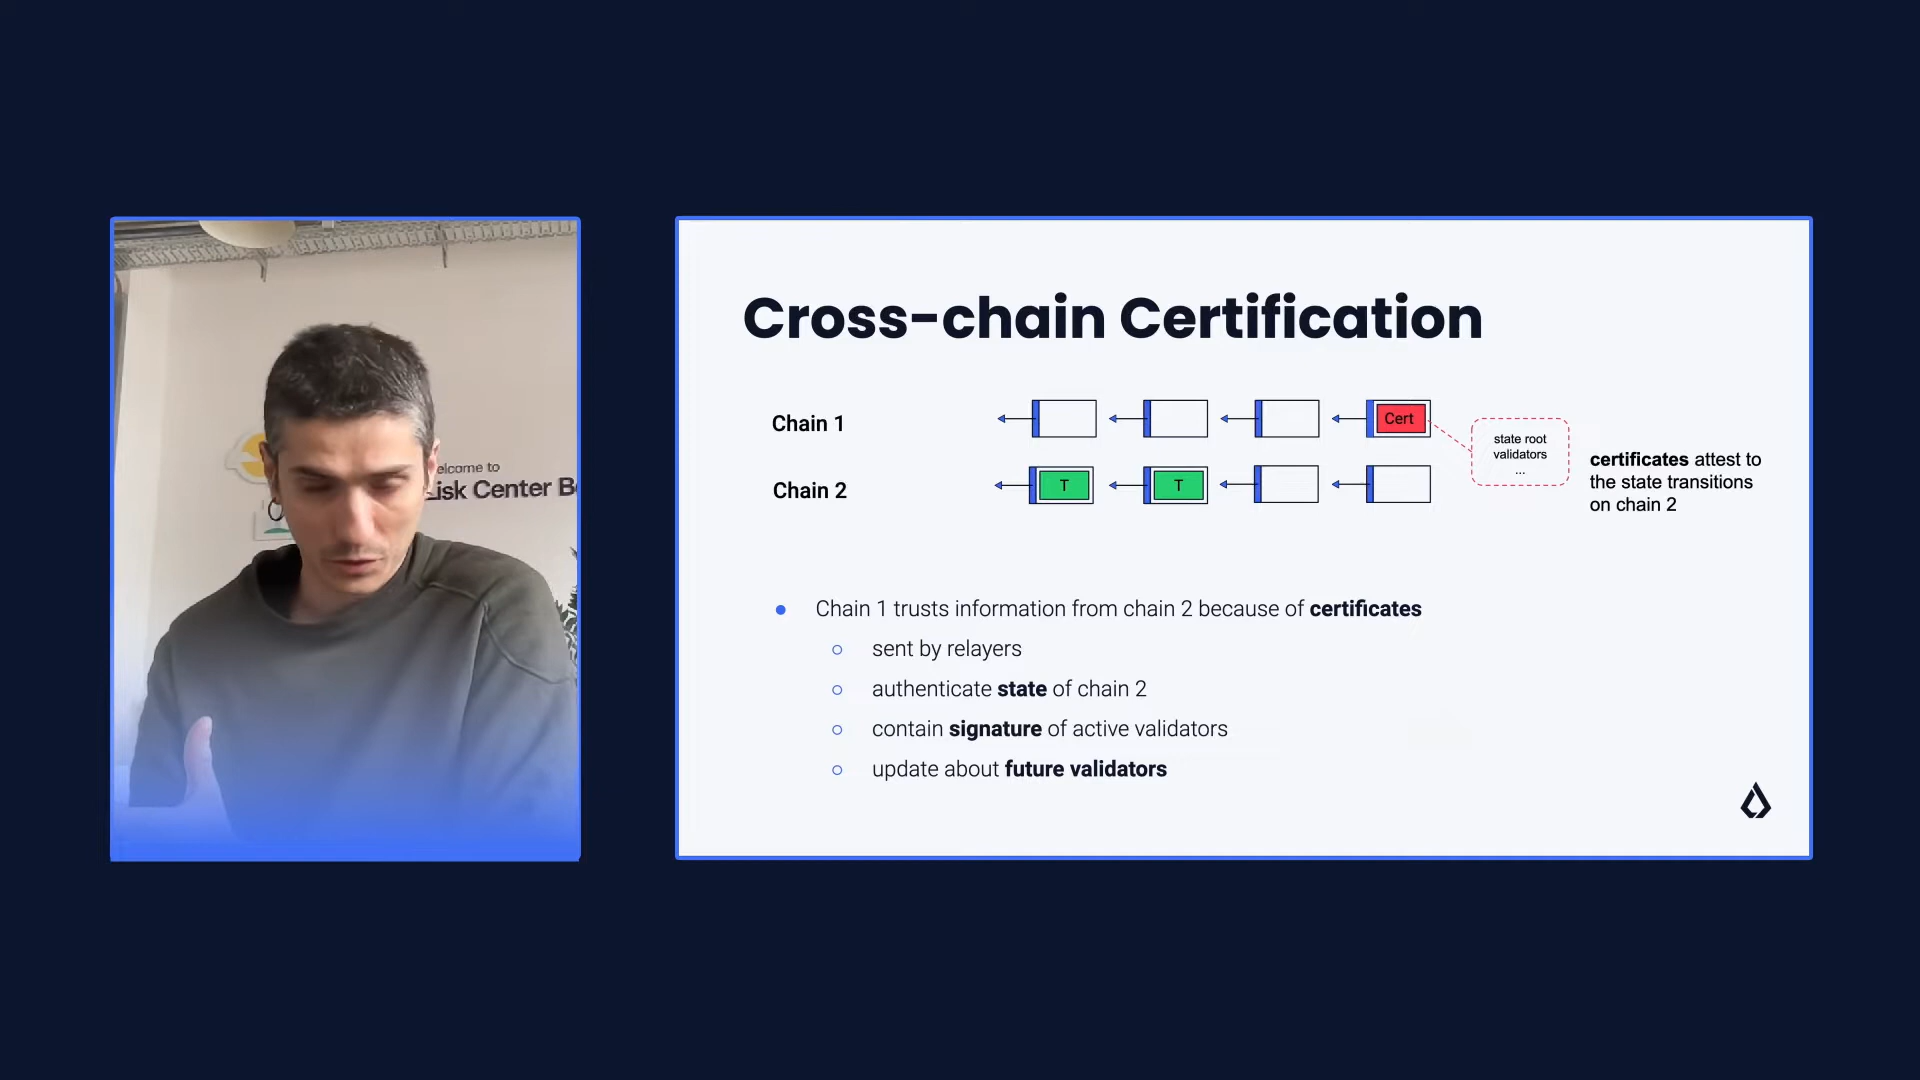 elcome to
isk Center B
Cross-chain Certification
Chain 1
Cert
state root
validators
...
certificates attest to
the state transitions
on chain 2
Chain 2
T
T
Chain 1 trusts information from chain 2 because of certificates
sent by relayers
authenticate state of chain 2
contain signature of active validators
update about future validators